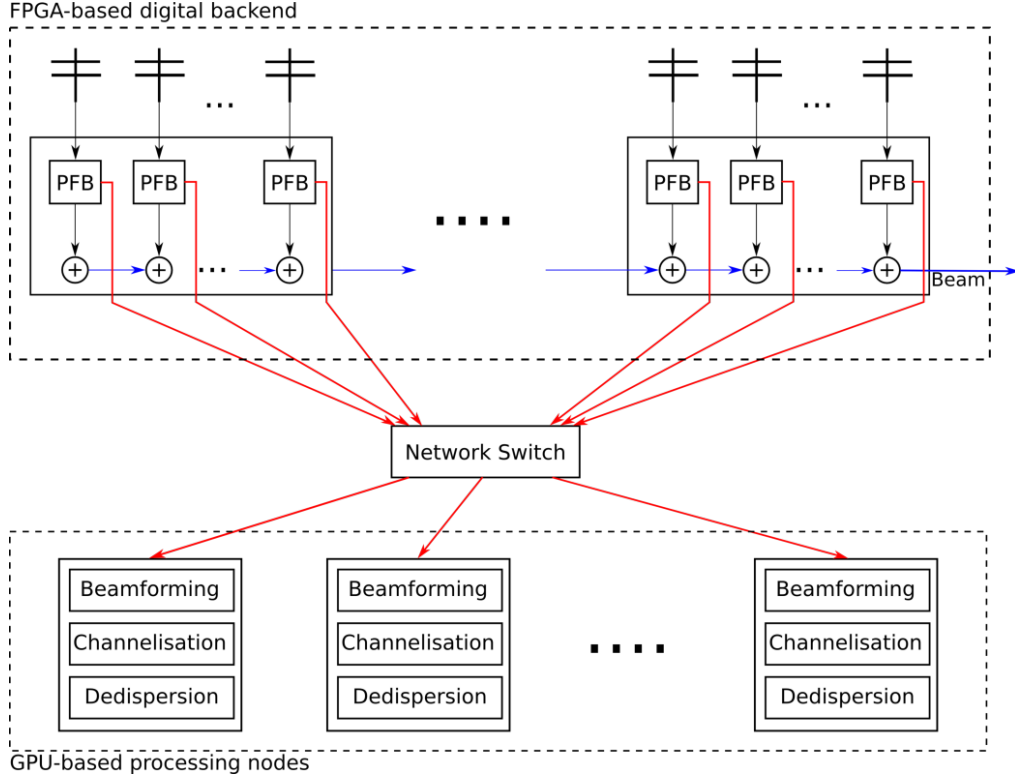 FPGA-based digital backend
...
...
PFB
PFB
PFB
....
PFB
PFB
PFB
+
+
...
+
+
+
...
+
Beam
Network Switch
Beamforming
Beamforming
Beamforming
Channelisation
Channelisation
....
Channelisation
Dedispersion
Dedispersion
Dedispersion
GPU-based processing nodes